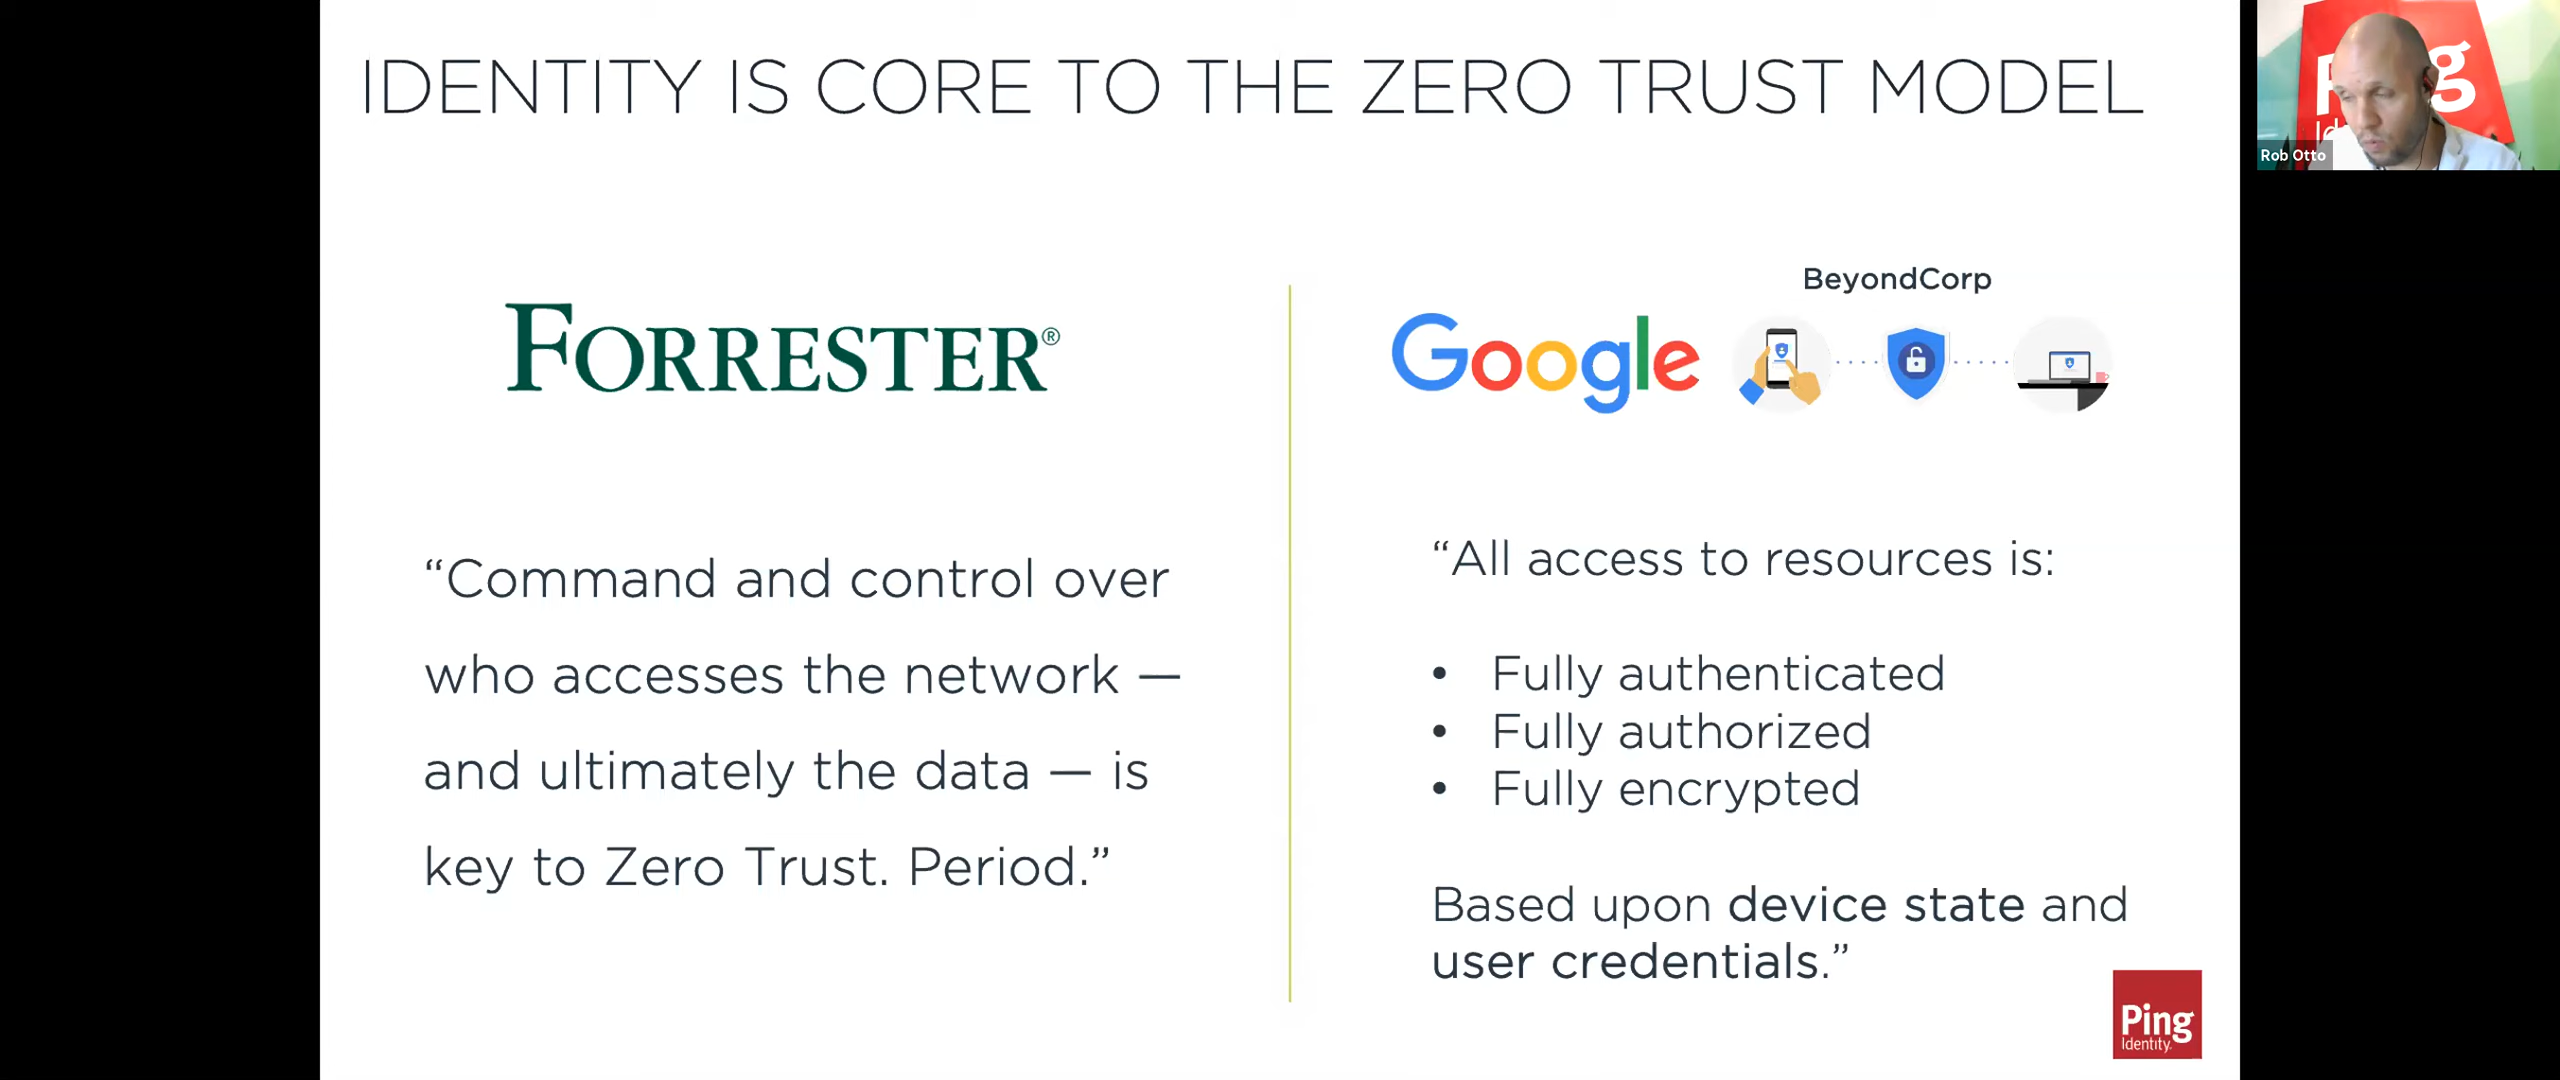 IDENTITY IS CORE TO THE ZERO TRUST MODEL
Ping
Id
Rob Otto
FORRESTER®
“Command and control over
who accesses the network —
and ultimately the data — is
key to Zero Trust. Period.”
BeyondCorp
Google
“All access to resources is:
• Fully authenticated
• Fully authorized
• Fully encrypted
Based upon device state and
user credentials.”
Ping
Identity.